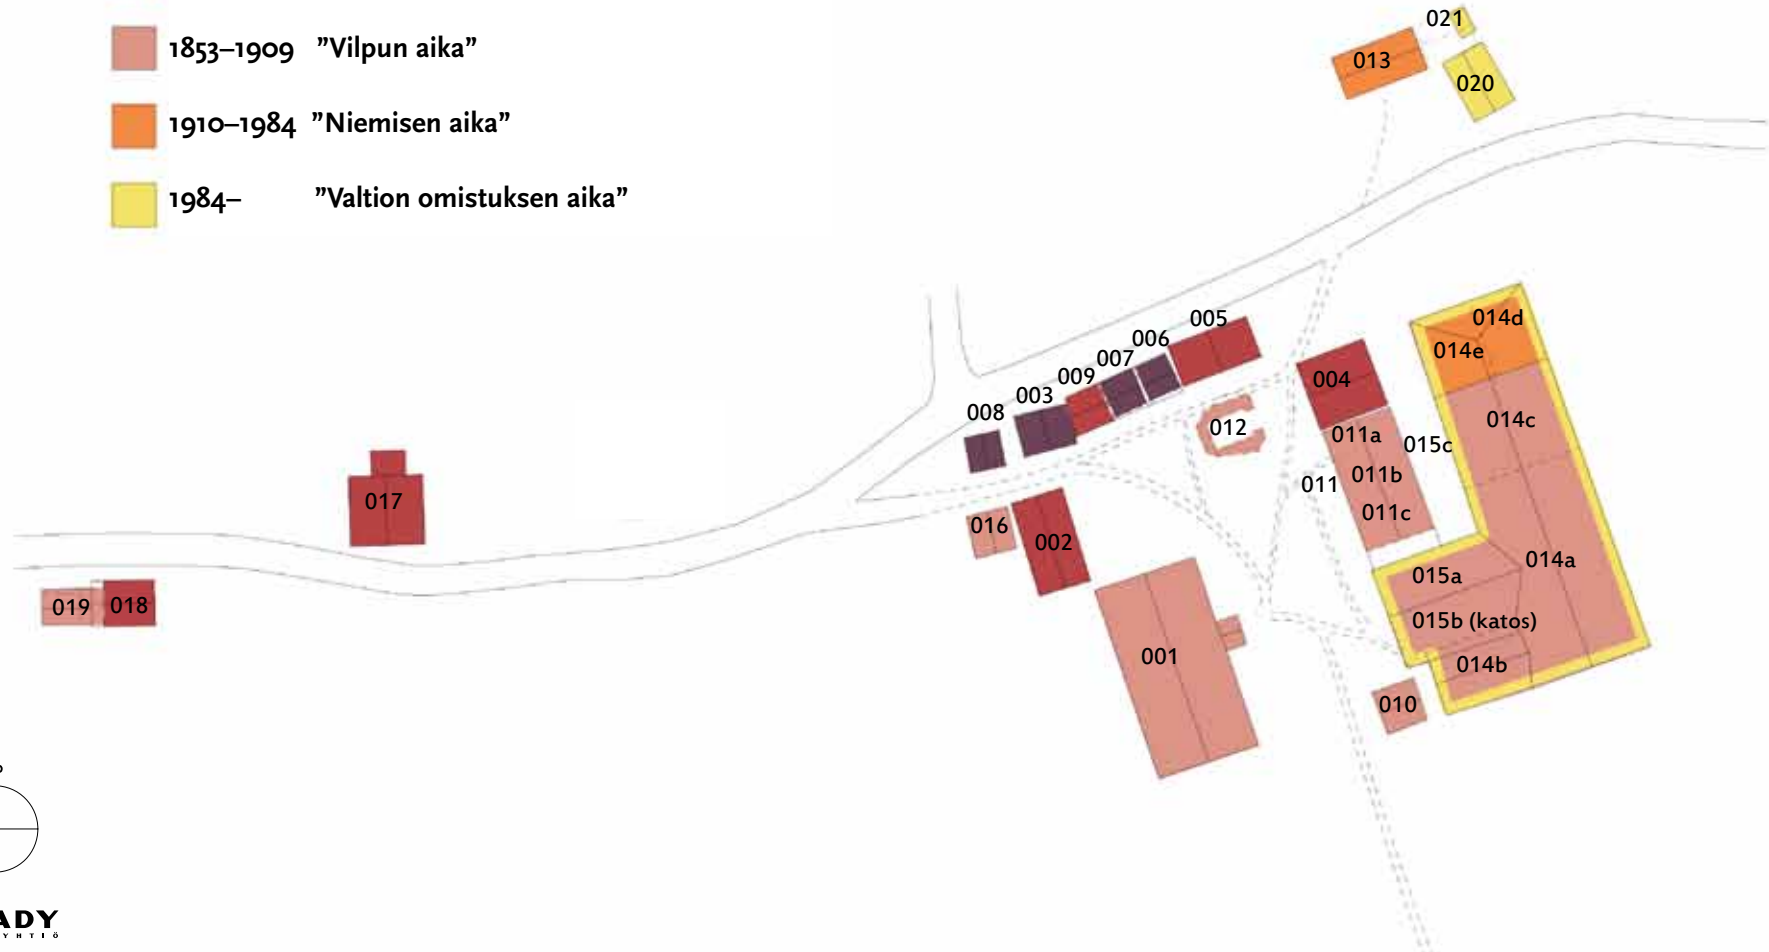 1853–1909 ”Vilpun aika”
1910–1984 ”Niemisen aika”
1984– ”Valtion omistuksen aika”
021
013
020
005
006
007
009
003
008
014d
014e
004
012
014c
011a
015c
011b
011
011c
017
016
002
014a
015a
019
018
015b (katos)
001
014b
010
ADY
YHTIÖ